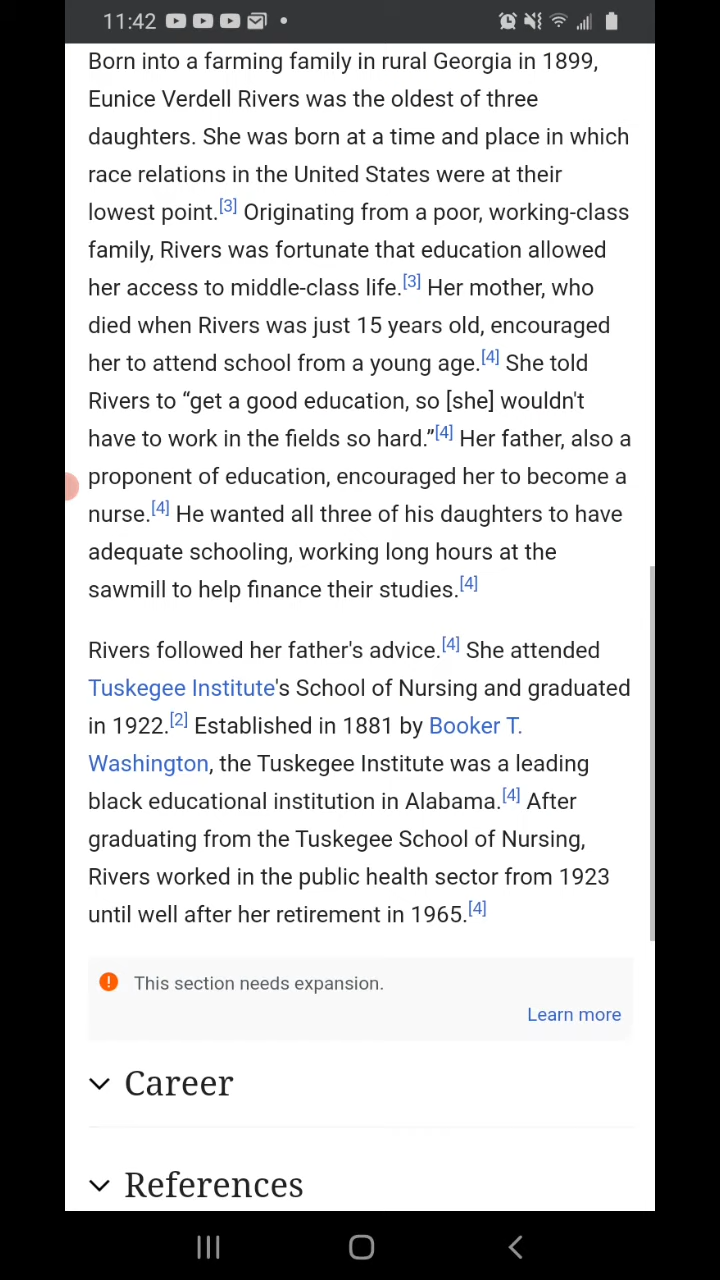 11:42
Born into a farming family in rural Georgia in 1899,
Eunice Verdell Rivers was the oldest of three
daughters. She was born at a time and place in which
race relations in the United States were at their
lowest point.[3] Originating from a poor, working-class
family, Rivers was fortunate that education allowed
her access to middle-class life.[3] Her mother, who
died when Rivers was just 15 years old, encouraged
her to attend school from a young age.[4] She told
Rivers to “get a good education, so [she] wouldn't
have to work in the fields so hard.”[4] Her father, also a
proponent of education, encouraged her to become a
nurse.[4] He wanted all three of his daughters to have
adequate schooling, working long hours at the
sawmill to help finance their studies.[4]
Rivers followed her father's advice.[4] She attended
Tuskegee Institute's School of Nursing and graduated
in 1922.[2] Established in 1881 by Booker T.
Washington, the Tuskegee Institute was a leading
black educational institution in Alabama.[4] After
graduating from the Tuskegee School of Nursing,
Rivers worked in the public health sector from 1923
until well after her retirement in 1965.[4]
This section needs expansion.
Learn more
Career
References